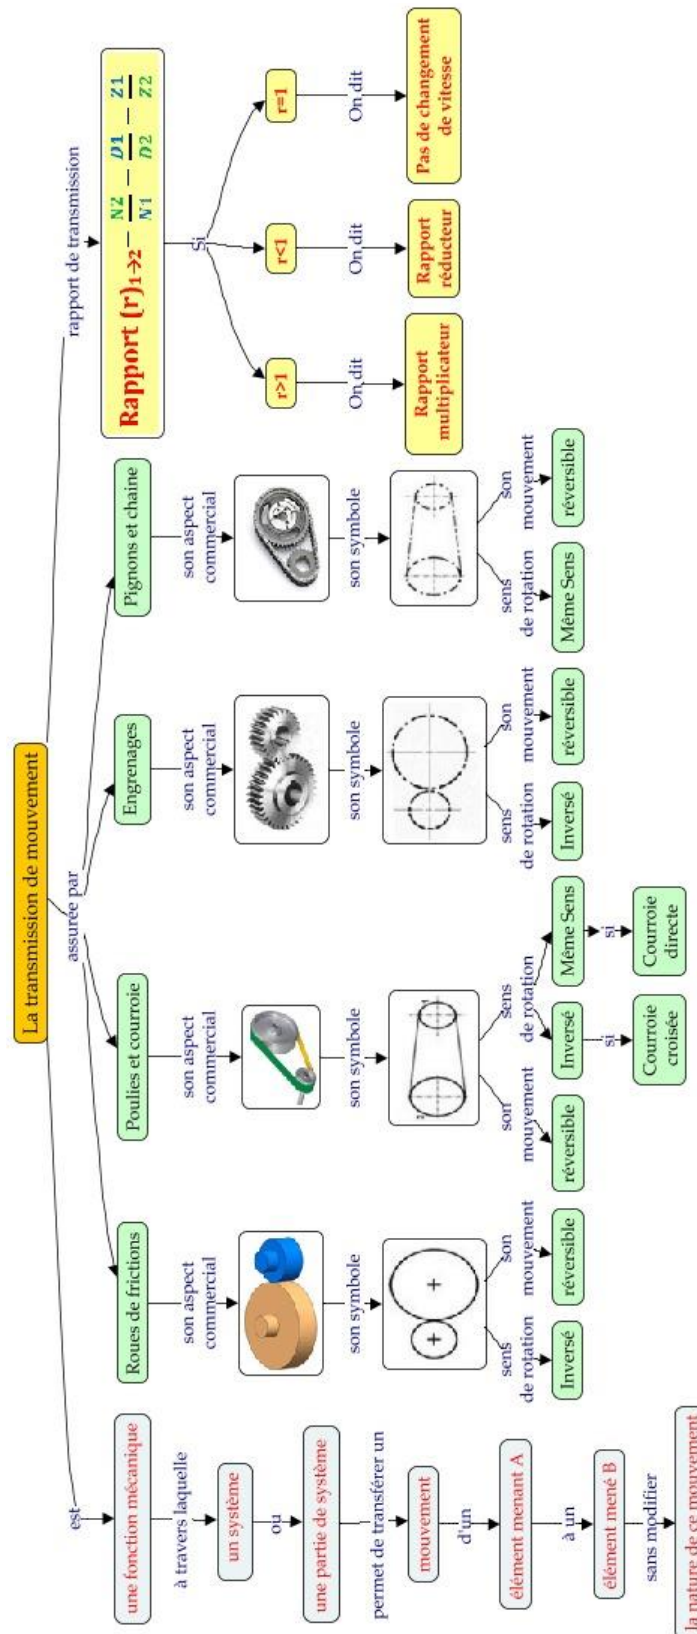 La transmission de mouvement
est
une fonction mécanique
à travers laquelle
un système
ou
une partie de système
permet de transférer un
mouvement
d'un
élément menant A
à un
élément mené B
sans modifier
la nature de ce mouvement
assurée par
Roues de frictions
son aspect
commercial
son symbole
sens
de rotation
Inversé
son
mouvement
réversible
Poulies et courroie
son aspect
commercial
son symbole
2
1
son
mouvement
réversible
sens
de rotation
Inversé
si
Courroie
croisée
Même Sens
si
Courroie
directe
Engrenages
son aspect
commercial
son symbole
sens
de rotation
Inversé
son
mouvement
réversible
Pignons et chaine
son aspect
commercial
son symbole
sens
de rotation
Même Sens
son
mouvement
réversible
rapport de transmission
Rapport (r)1→2 – N2/N1 – D1/D2 – Z1/Z2
Si
r>1
On dit
Rapport
multiplicateur
r<1
On dit
Rapport
réducteur
r=1
On dit
Pas de changement
de vitesse